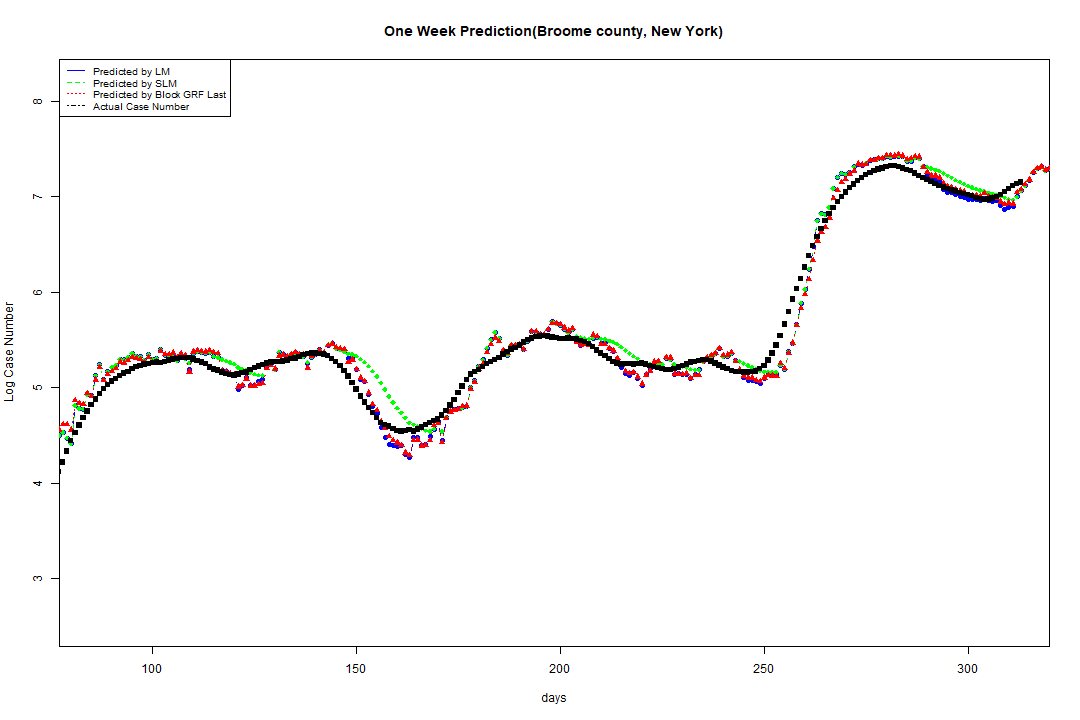 One Week Prediction(Broome county, New York)
Predicted by LM
Predicted by SLM
Predicted by Block GRF Last
Actual Case Number
8
7
6
5
4
3
Log Case Number
100 150 200 250 300
days